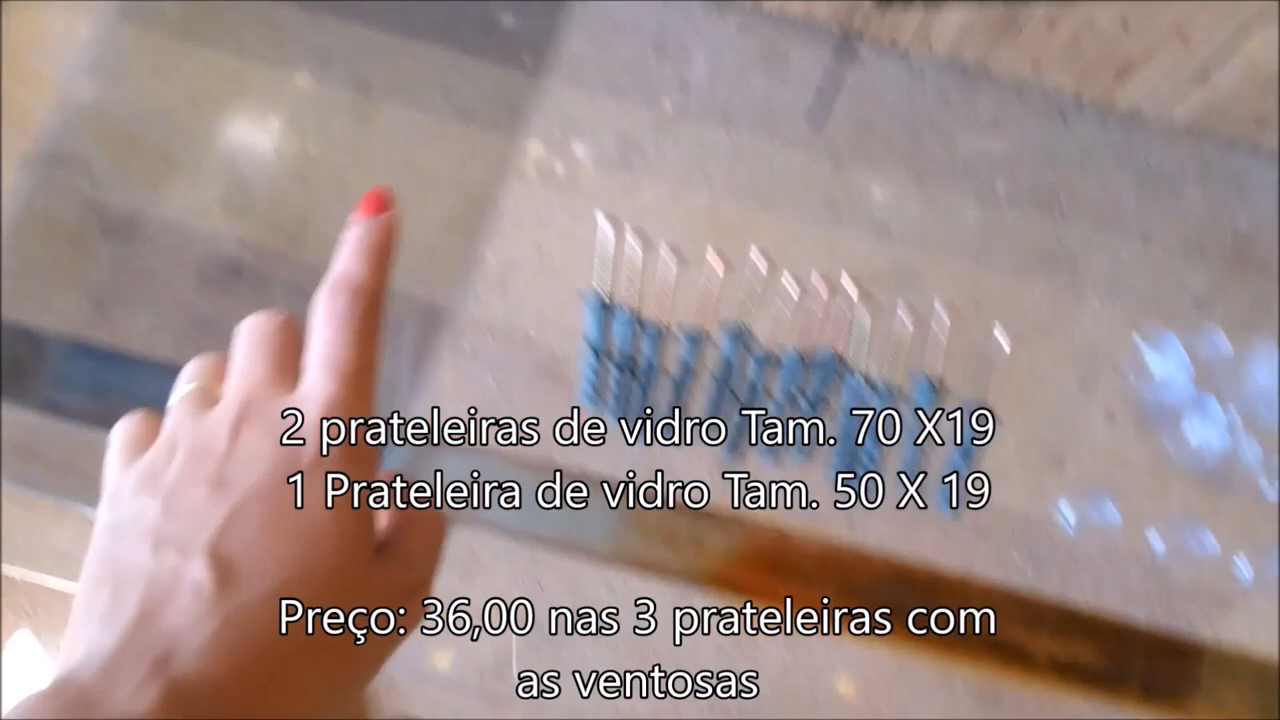 2 prateleiras de vidro Tam. 70 X19
1 Prateleira de vidro Tam. 50 X 19
Preço: 36,00 nas 3 prateleiras com
as ventosas